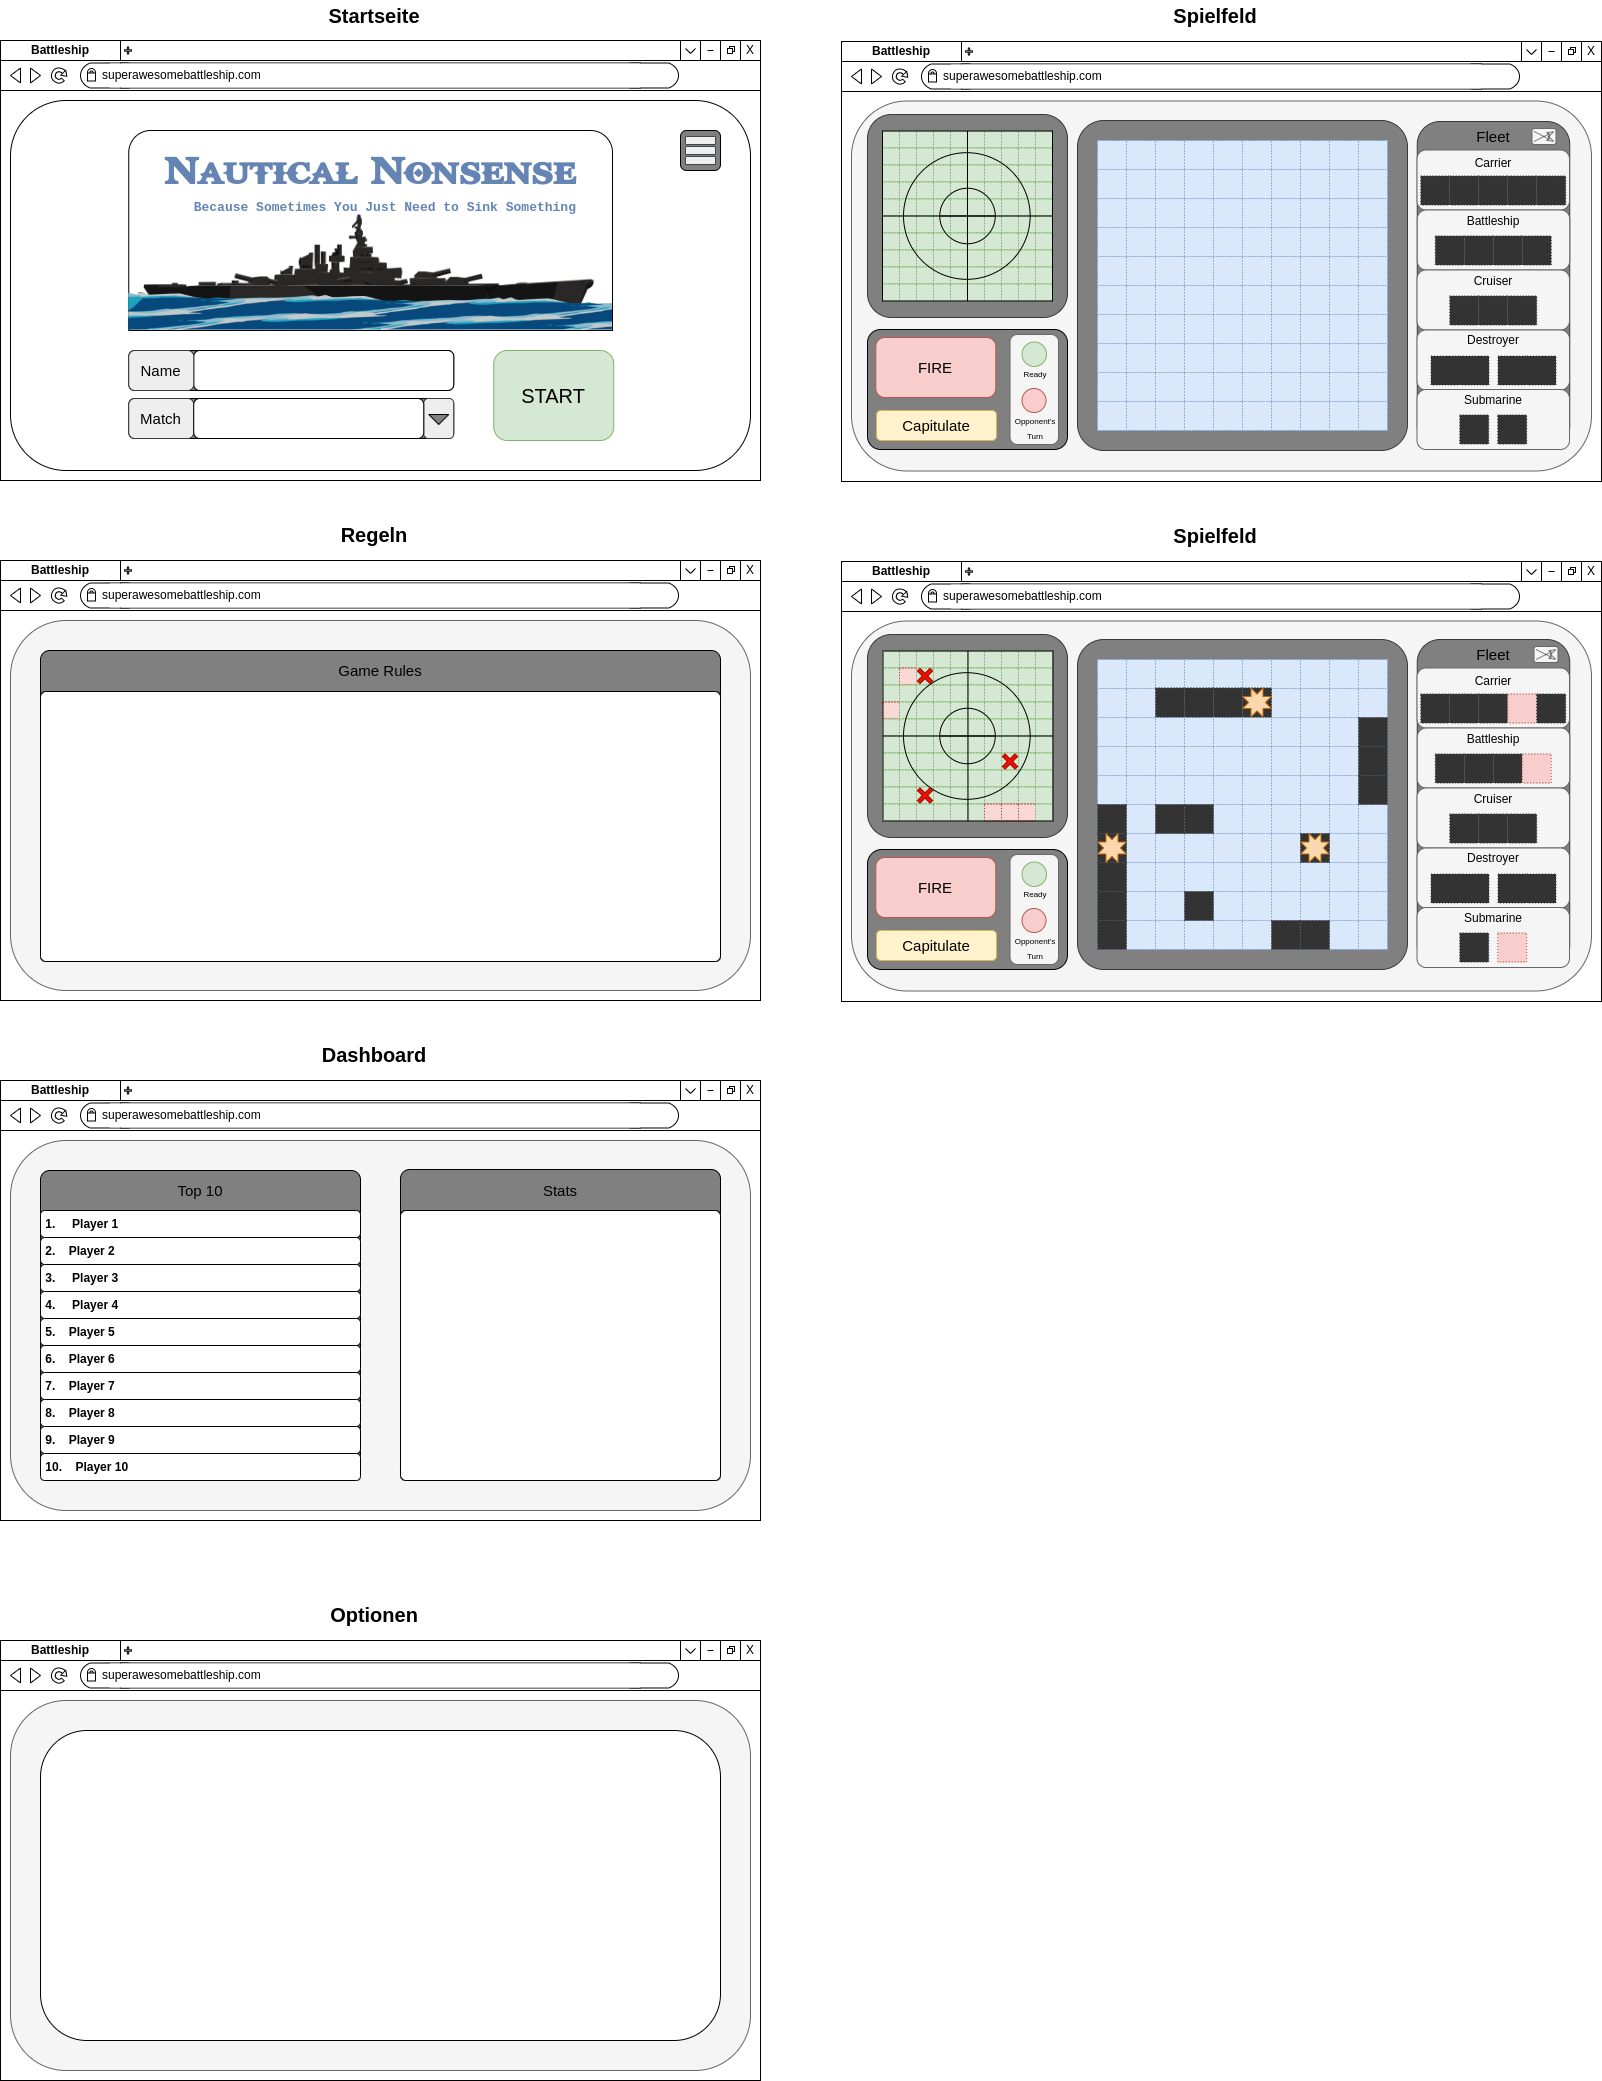 Startseite
Battleship
– X
superawesomebattleship.com
Nautical Nonsense
Because Sometimes You Just Need to Sink Something
Name
Match
START
Spielfeld
Battleship
– X
superawesomebattleship.com
FIRE
Capitulate
Ready
Opponent's
Turn
Fleet
Carrier
Battleship
Cruiser
Destroyer
Submarine
Regeln
Battleship
– X
superawesomebattleship.com
Game Rules
Spielfeld
Battleship
– X
superawesomebattleship.com
FIRE
Capitulate
Ready
Opponent's
Turn
Fleet
Carrier
Battleship
Cruiser
Destroyer
Submarine
Dashboard
Battleship
– X
superawesomebattleship.com
Top 10
1. Player 1
2. Player 2
3. Player 3
4. Player 4
5. Player 5
6. Player 6
7. Player 7
8. Player 8
9. Player 9
10. Player 10
Stats
Optionen
Battleship
– X
superawesomebattleship.com